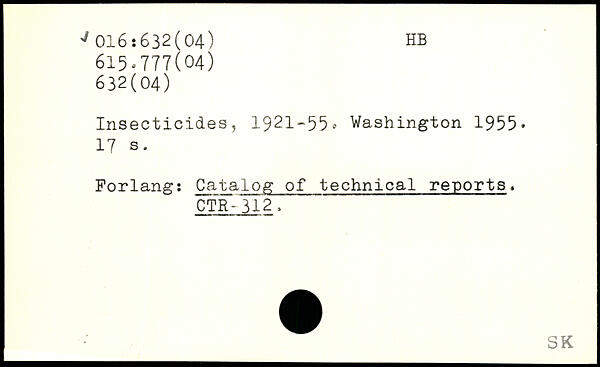 016:632(04) HB
615.777(04)
632(04)
Insecticides, 1921-55. Washington 1955.
17 s.
Forlang: Catalog of technical reports.
CTR-312.
SK